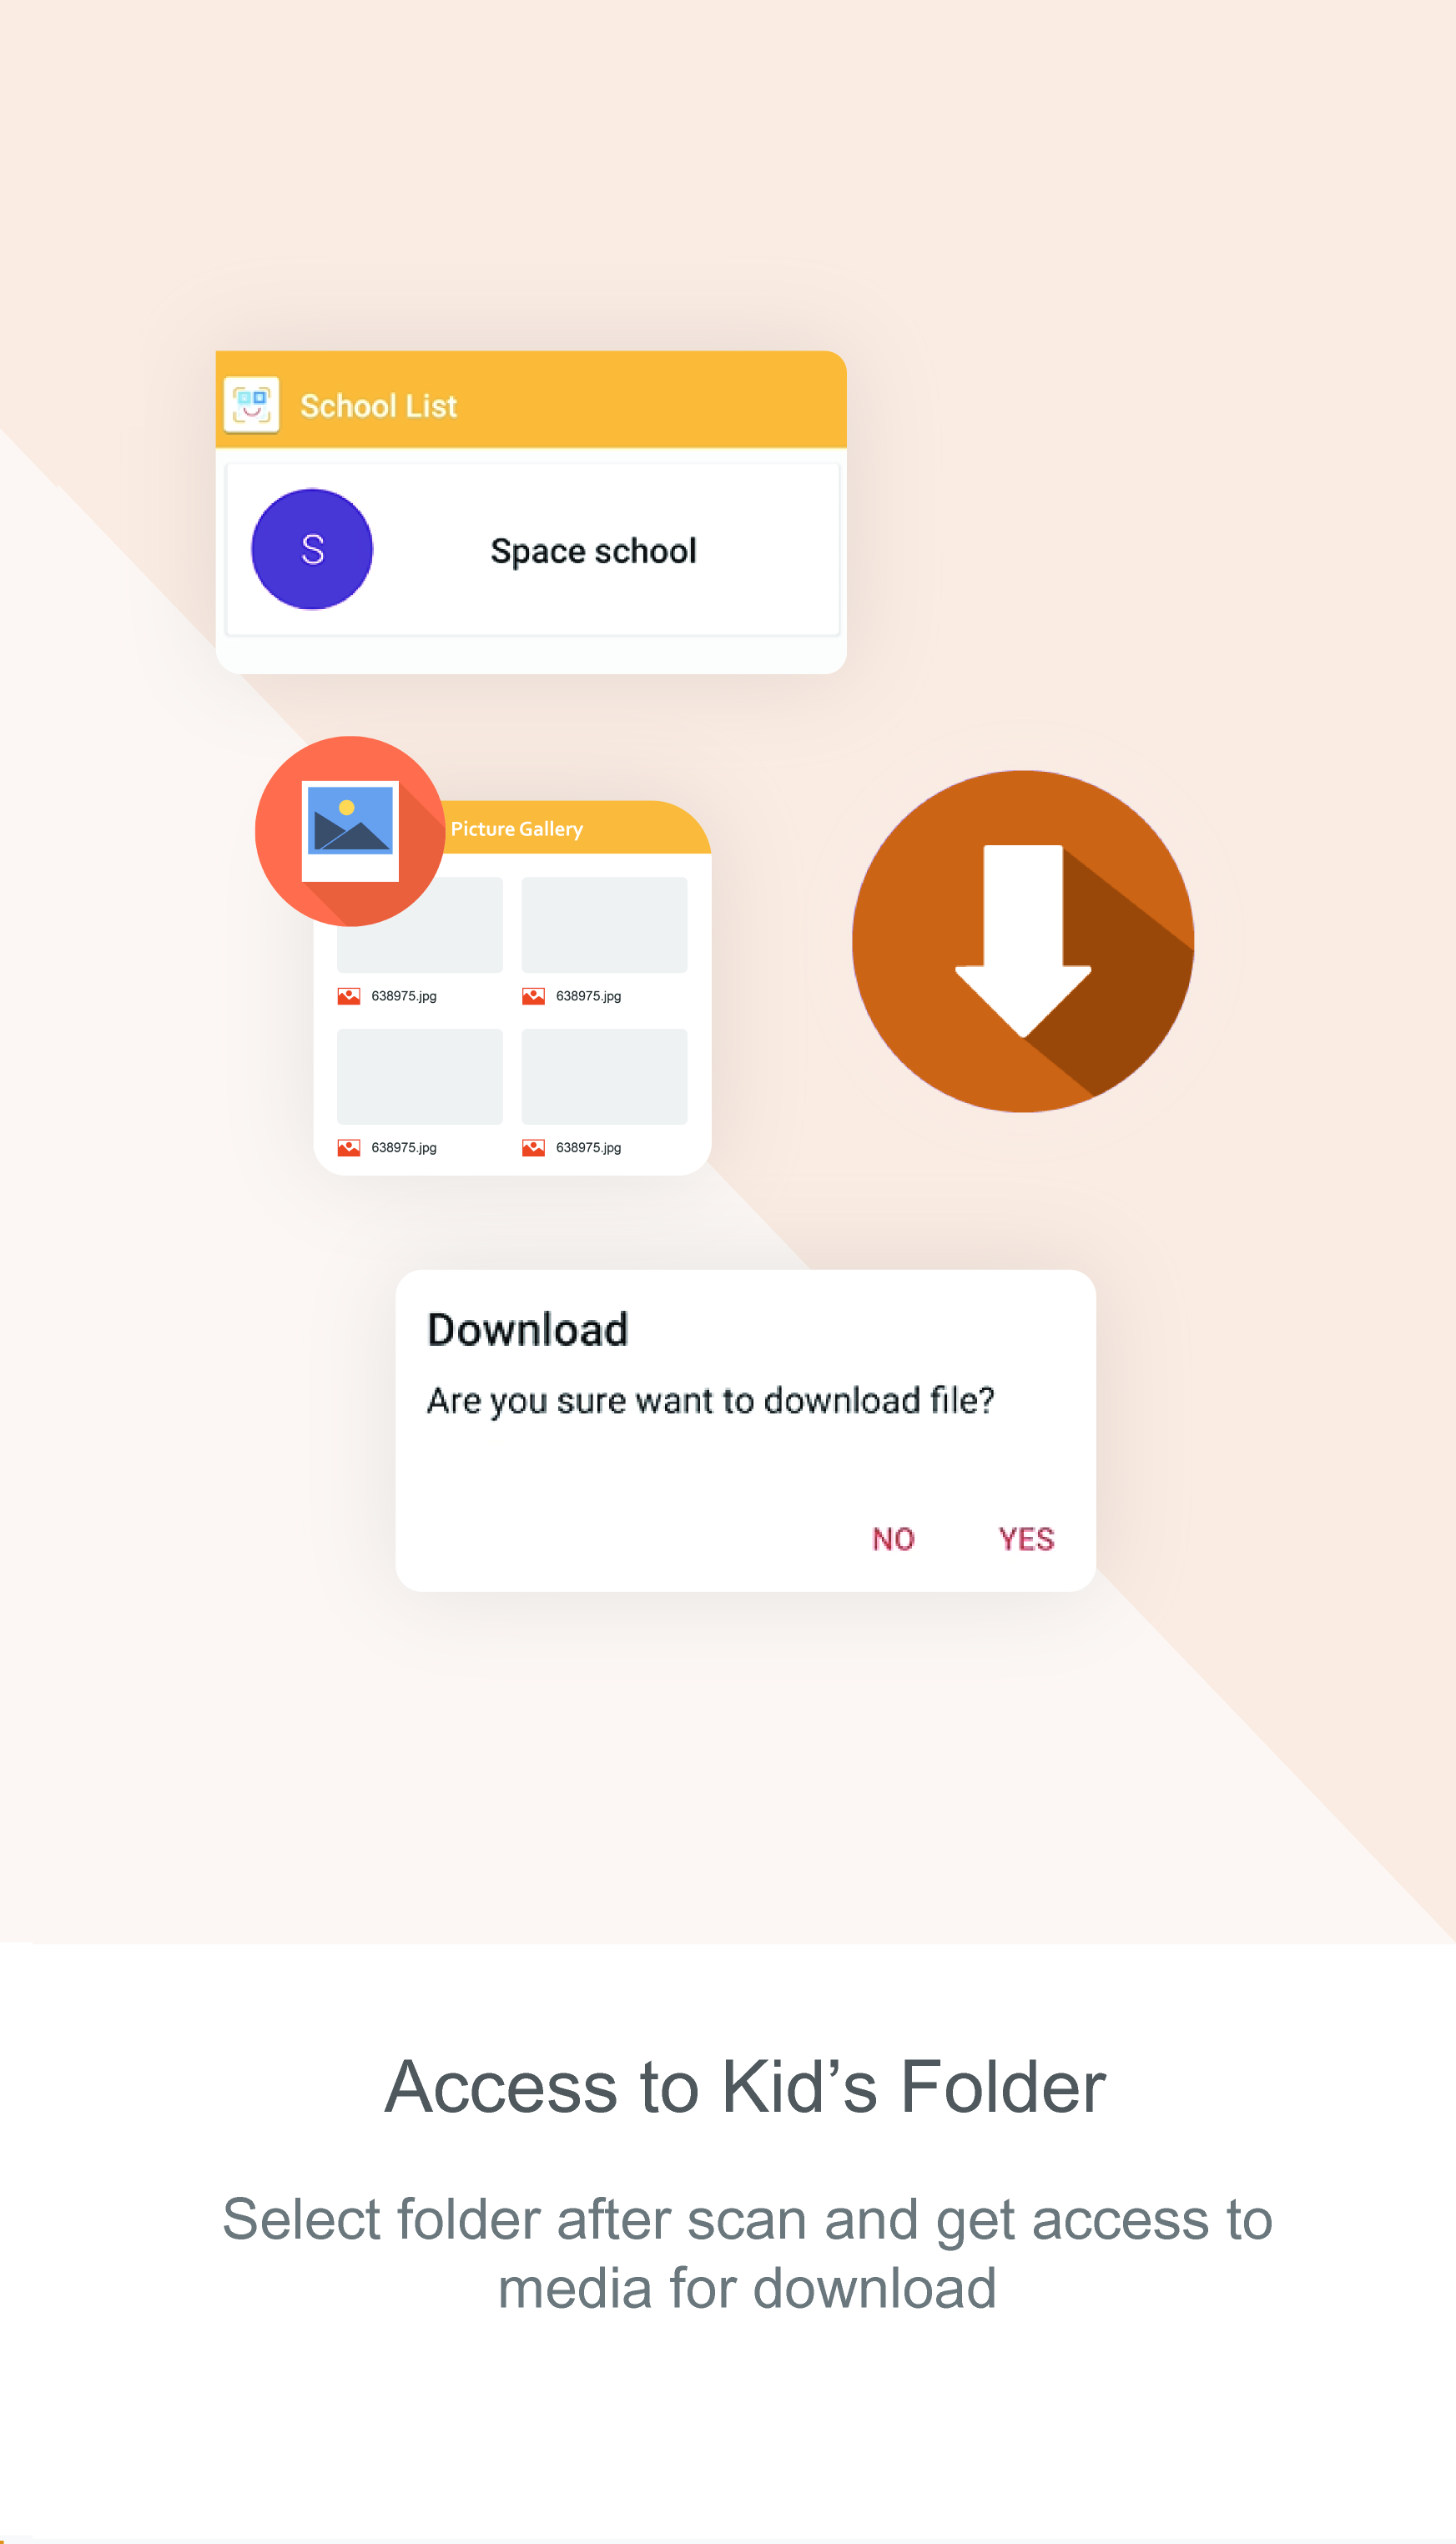 School List
S
Space school
Picture Gallery
638975.jpg
638975.jpg
638975.jpg
638975.jpg
Download
Are you sure want to download file?
NO
YES
Access to Kid’s Folder
Select folder after scan and get access to
media for download